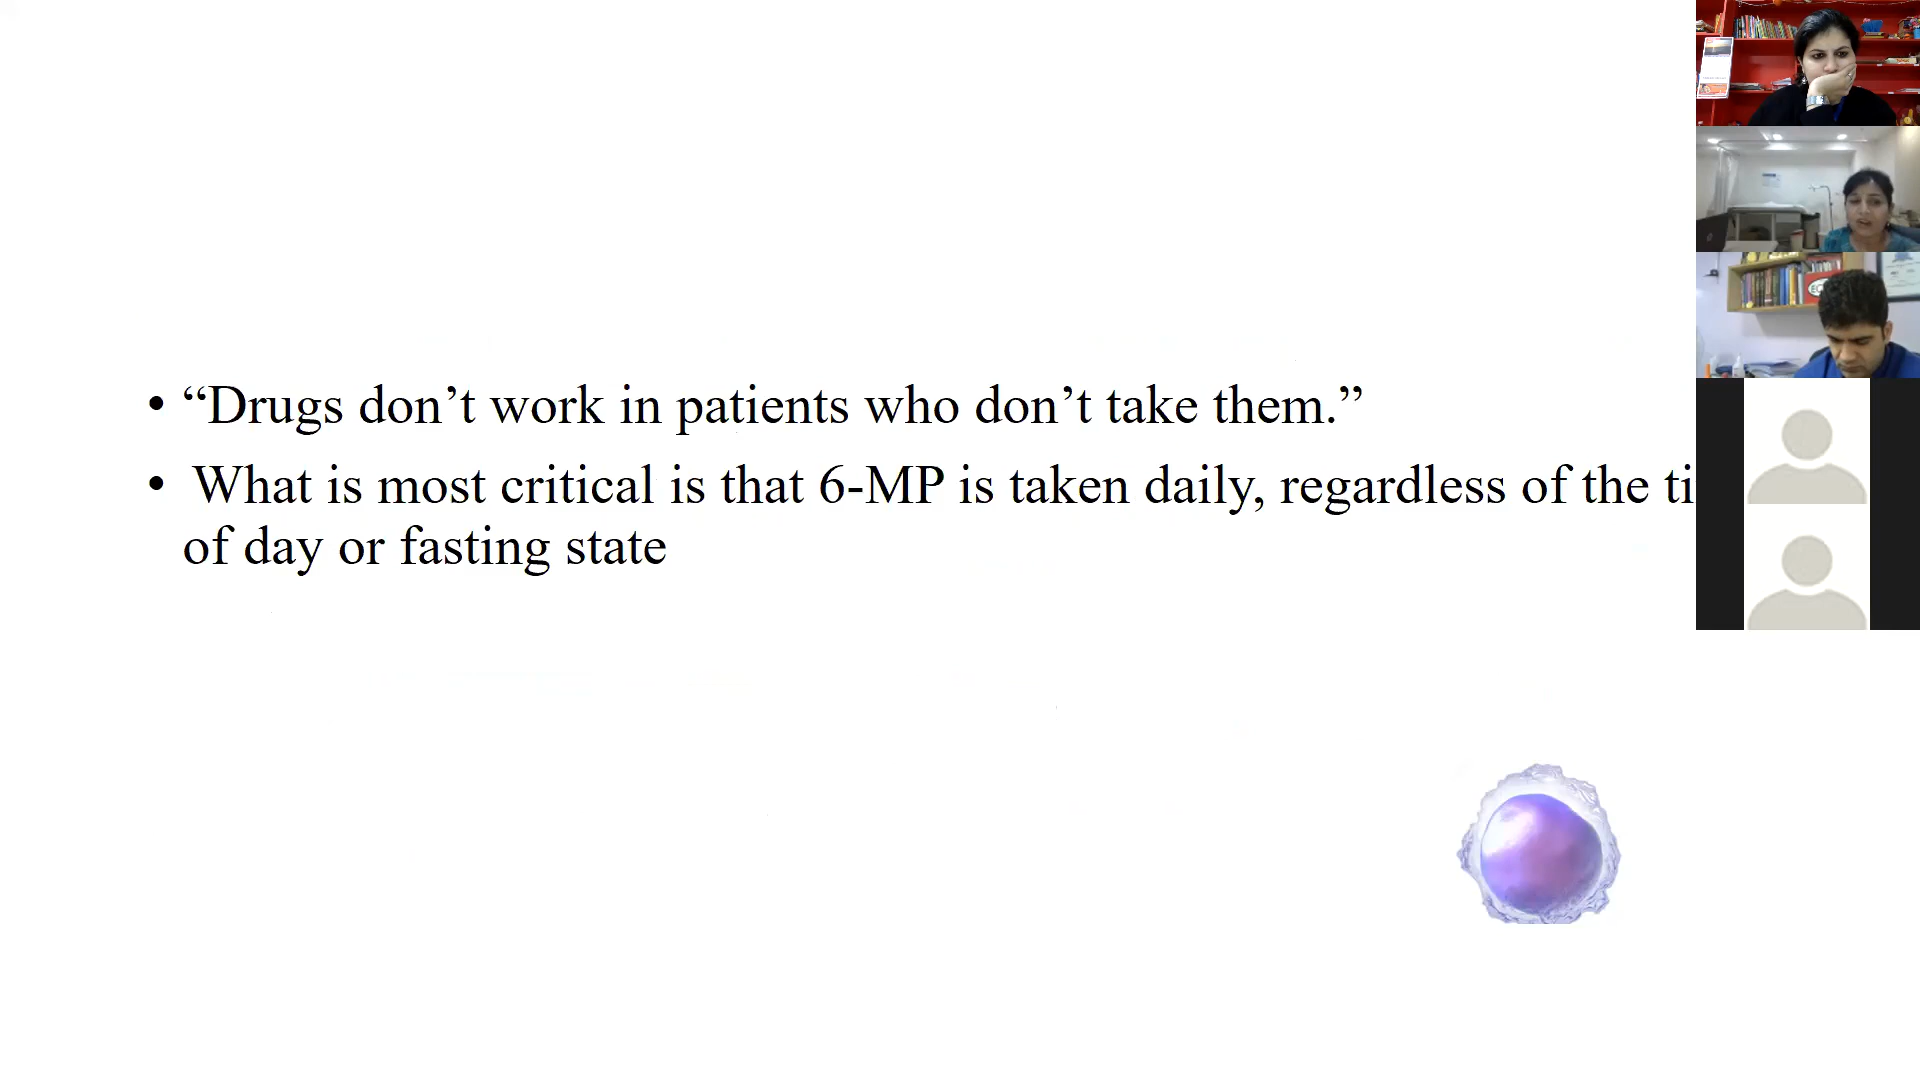 • “Drugs don’t work in patients who don’t take them.”
• What is most critical is that 6-MP is taken daily, regardless of the
of day or fasting state